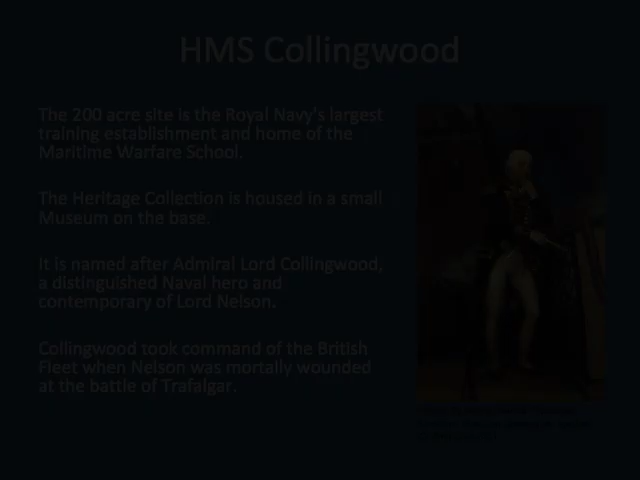 HMS Collingwood
The 200 acre site is the Royal Navy's largest
training establishment and home of the
Maritime Warfare School.
The Heritage Collection is housed in a small
Museum on the base.
It is named after Admiral Lord Collingwood,
a distinguished Naval hero and
contemporary of Lord Nelson.
Collingwood took command of the British
Fleet when Nelson was mortally wounded
at the battle of Trafalgar.